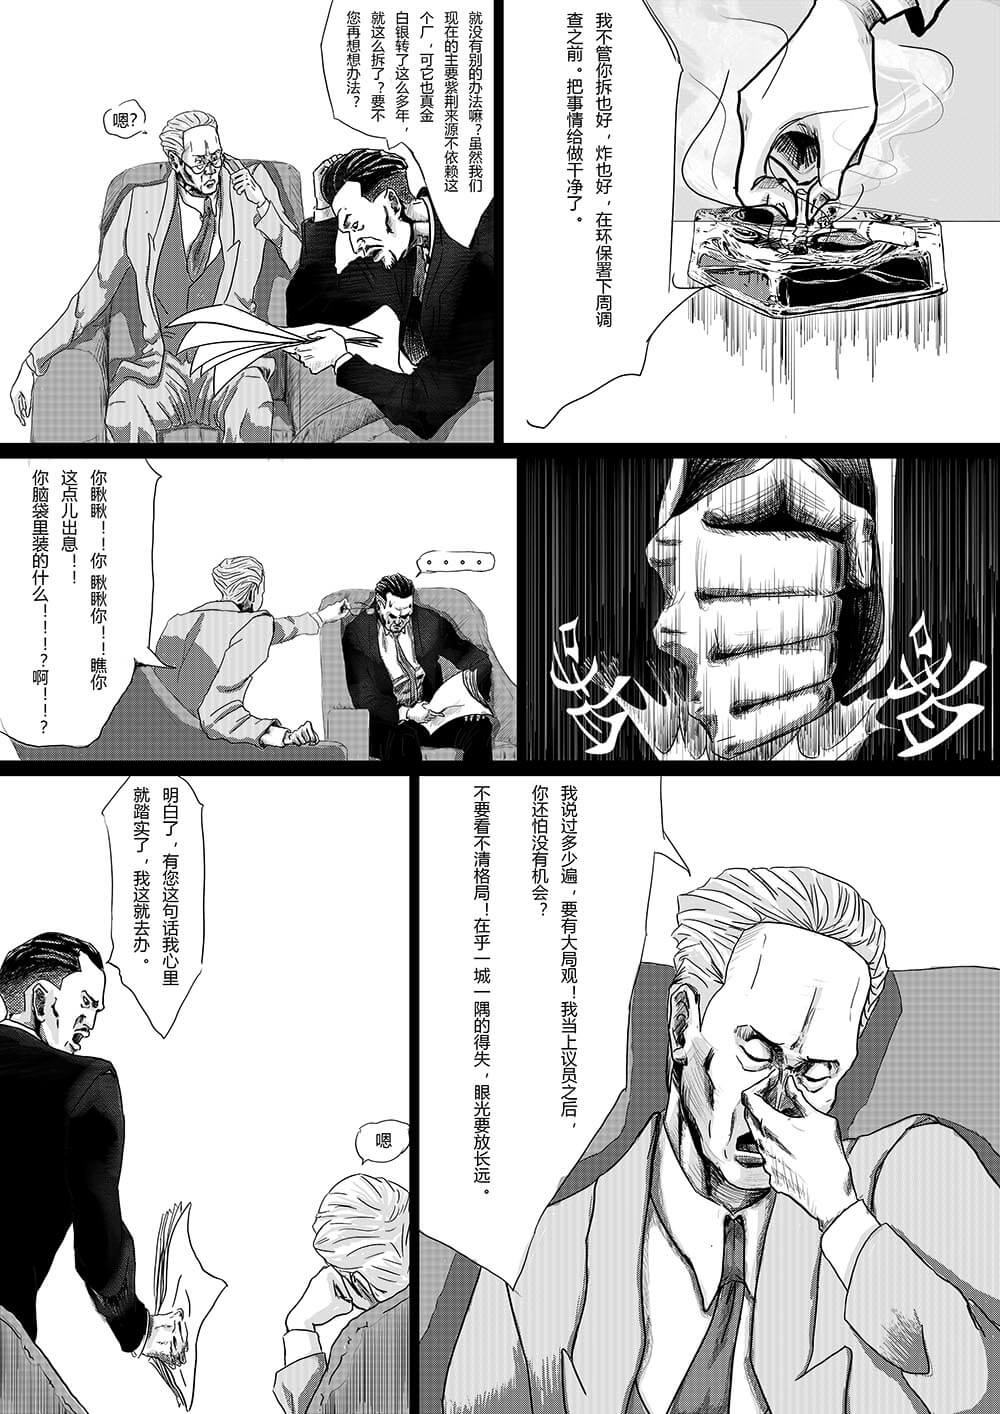 我不管你拆也好，炸也好，在环保署下周调
查之前。把事情给做干净了。
就没有别的办法嘛？虽然我们
现在的主要紫荆来源不依赖这
个厂，可它也真金
白银转了这么多年，
就这么拆了？要不
您再想想办法？
嗯？
啪
啪
....
你瞅瞅！！你 瞅瞅你！！瞧你
这点儿出息！！
你脑袋里装的什么！！！？啊！！？
我说过多少遍，要有大局观！我当上议员之后，
你还怕没有机会？
不要看不清格局！在乎一城一隅的得失，眼光要放长远。
明白了，有您这句话我心里
就踏实了，我这就去办。
嗯